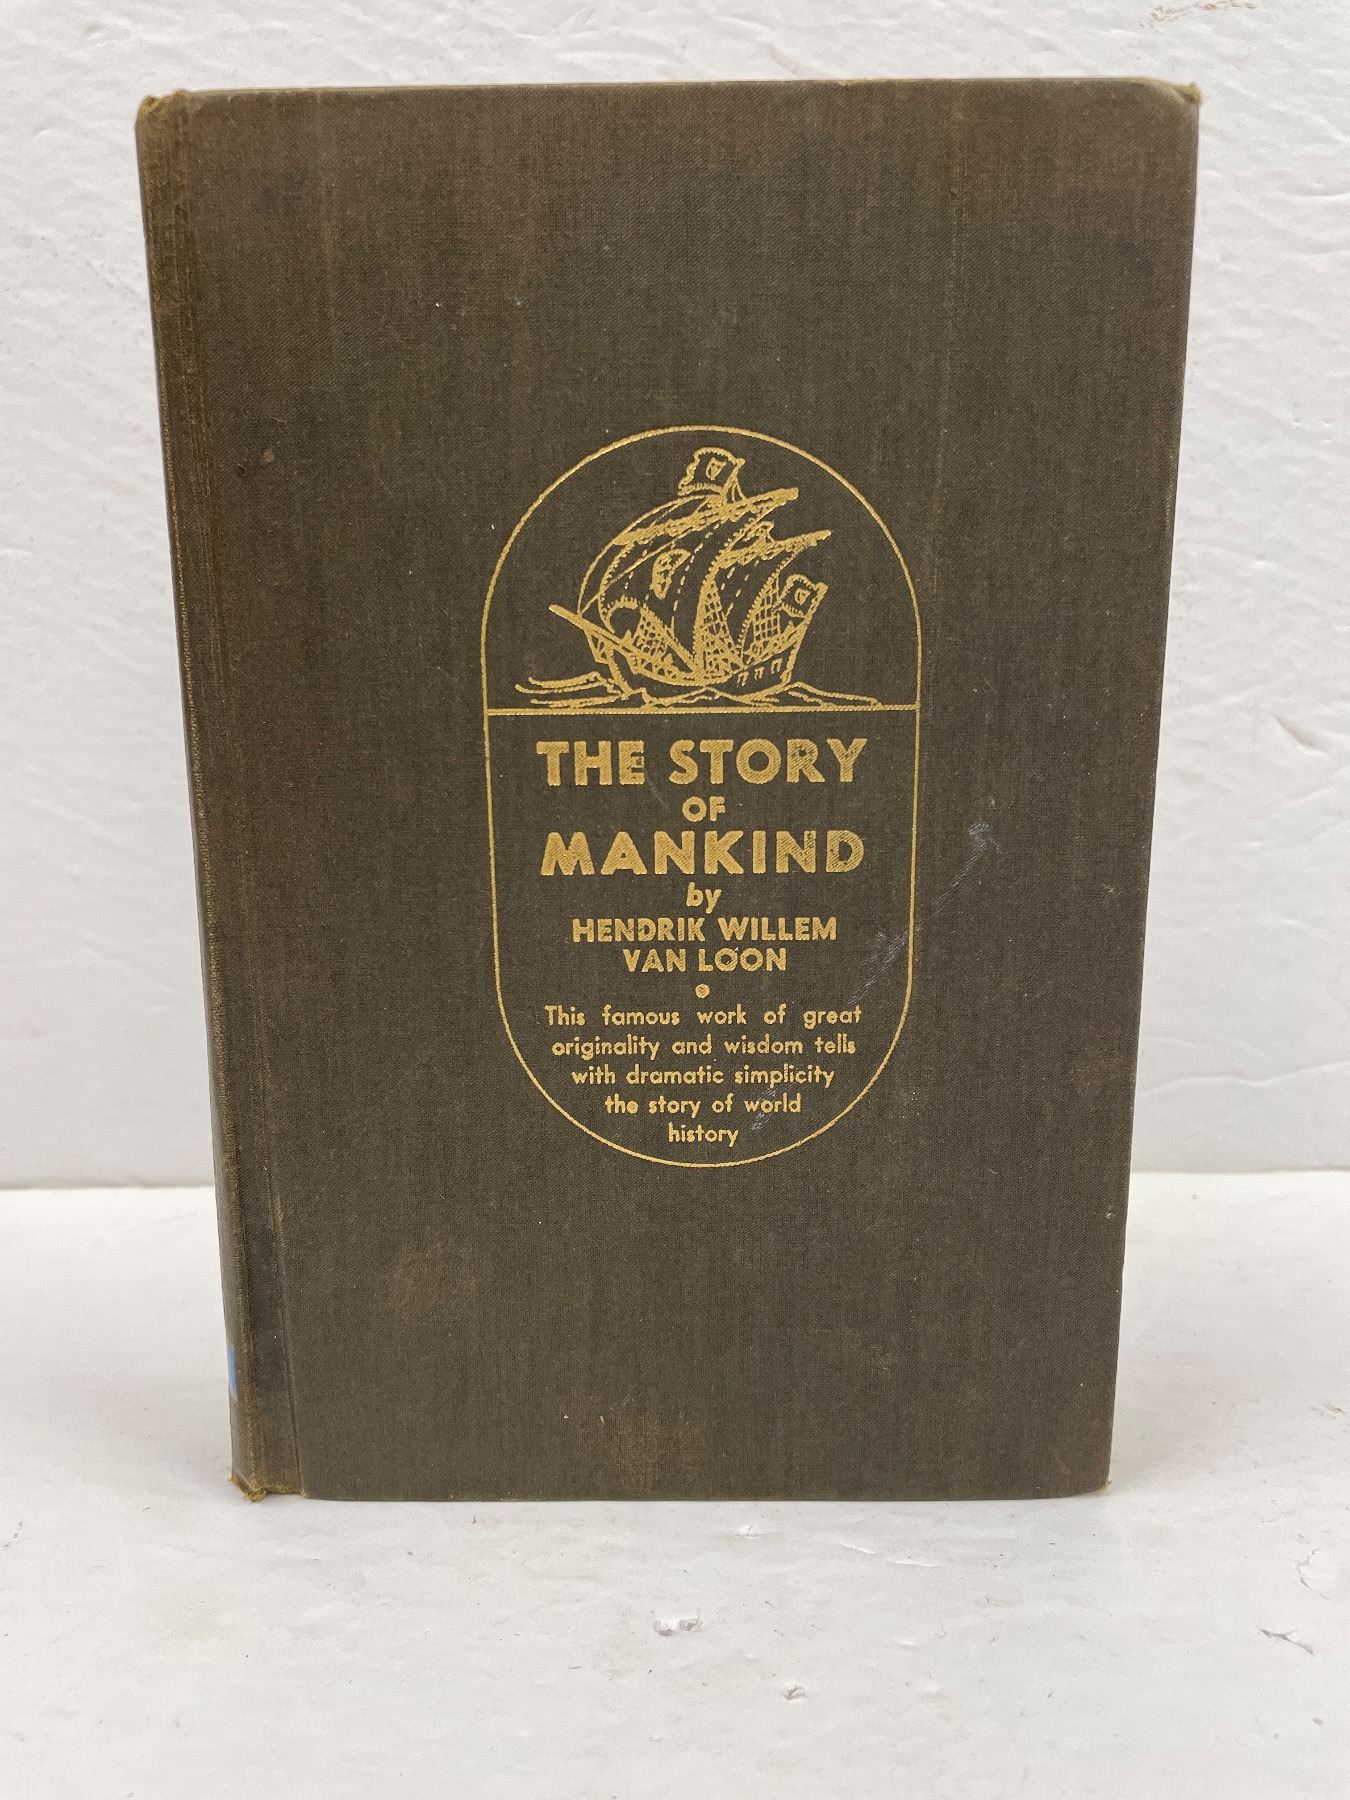 THE STORY
OF
MANKIND
by
HENDRIK WILLEM
VAN LOON
This famous work of great
originality and wisdom tells
with dramatic simplicity
the story of world
history